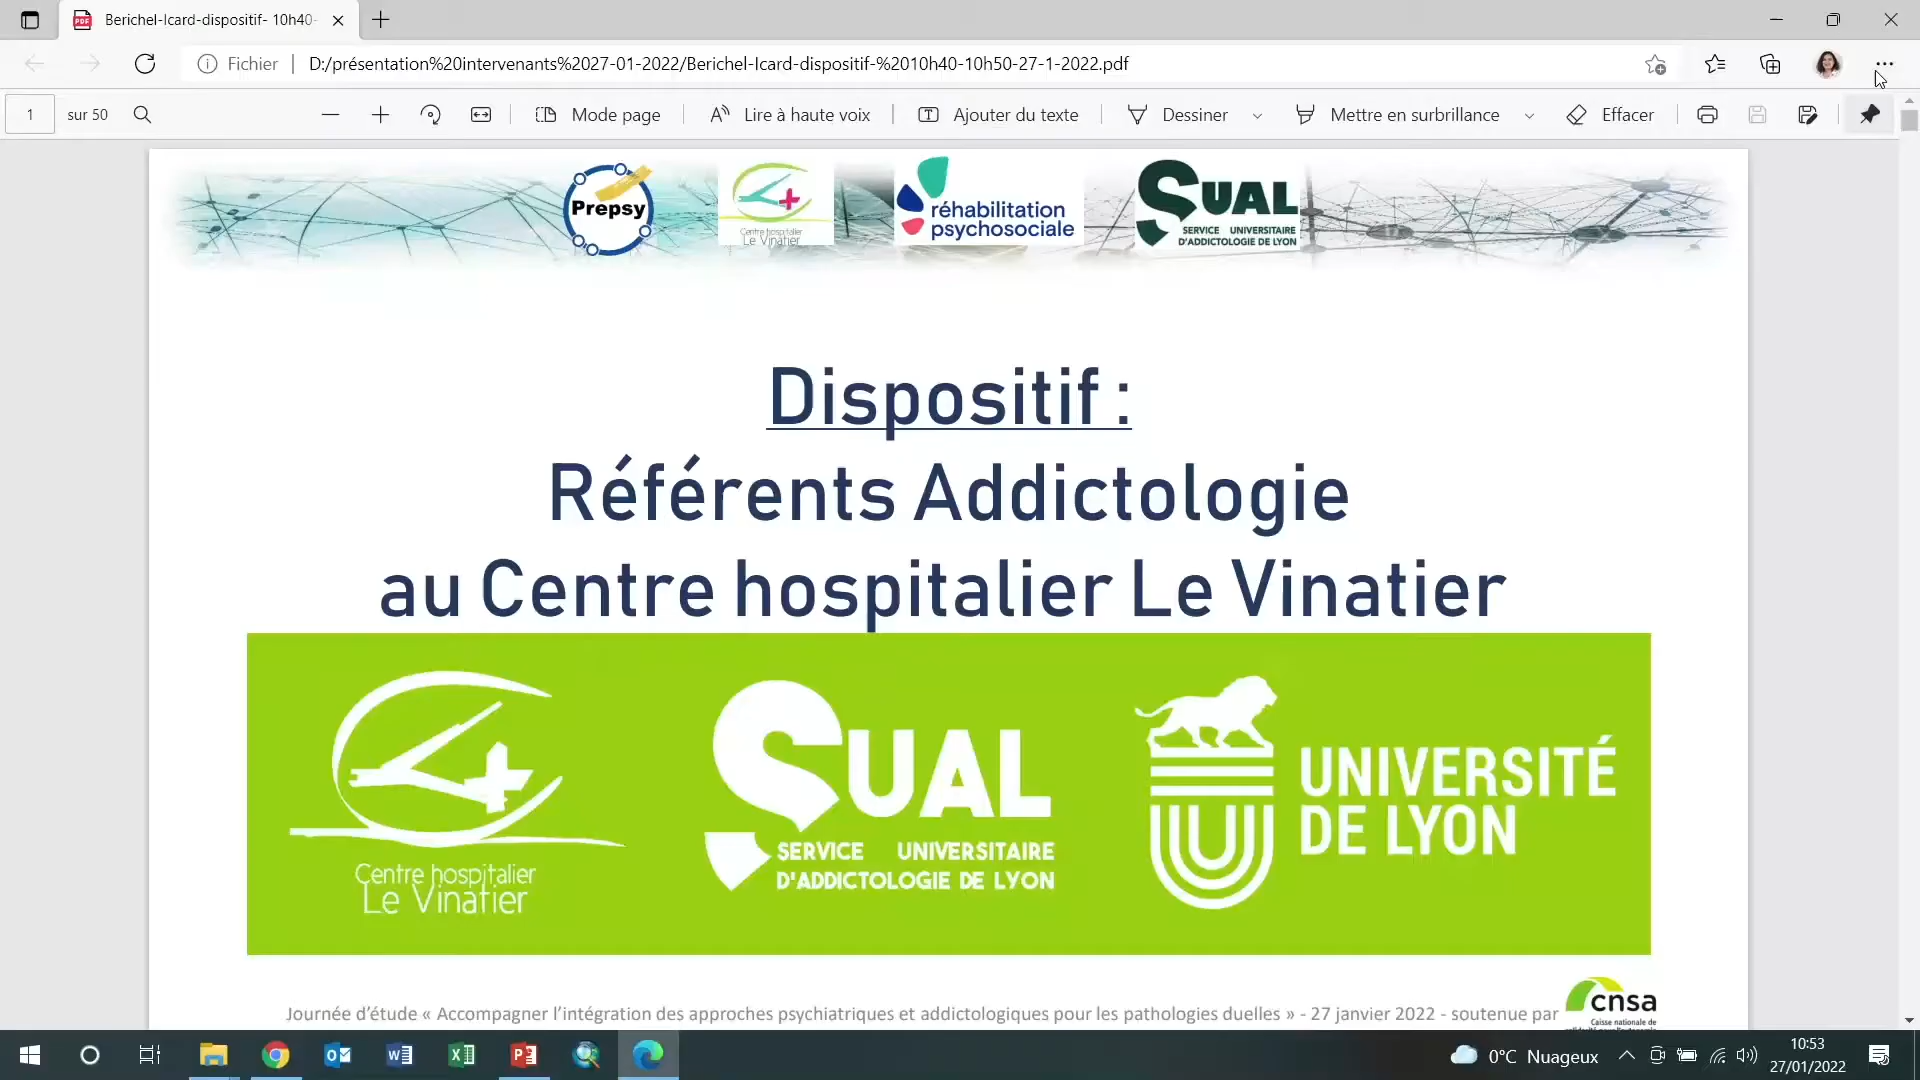 Berichel-Icard-dispositif- 10h40-
Fichier
D:/présentation%20intervenants%2027-01-2022/Berichel-Icard-dispositif-%2010h40-10h50-27-1-2022.pdf
1 sur 50
Mode page
Lire à haute voix
Ajouter du texte
Dessiner
Mettre en surbrillance
Effacer
Prepsy
Centre hospitalier
Le Vinatier
réhabilitation
psychosociale
SUAL
SERVICE UNIVERSITAIRE
D'ADDICTOLOGIE DE LYON
Dispositif :
Référents Addictologie
au Centre hospitalier Le Vinatier
Centre hospitalier
Le Vinatier
SUAL
SERVICE UNIVERSITAIRE
D'ADDICTOLOGIE DE LYON
UNIVERSITÉ
DE LYON
Journée d'étude « Accompagner l'intégration des approches psychiatriques et addictologiques pour les pathologies duelles » - 27 janvier 2022 - soutenue par
cnsa
Caisse nationale de
0°C Nuageux
10:53
27/01/2022